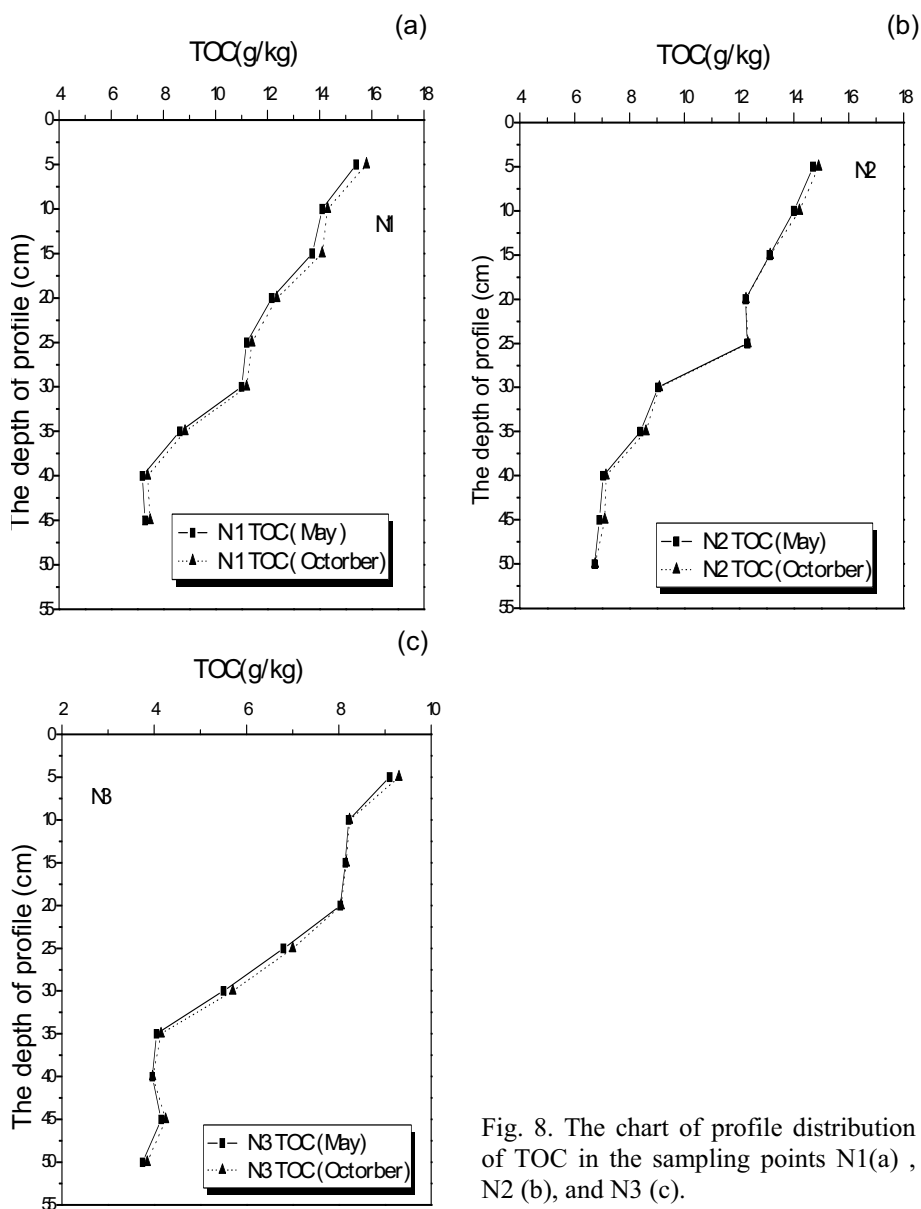 (a)
TOC(g/kg)
4 6 8 10 12 14 16 18
0
5
10
15
20
25
30
35
40
45
50
55
The depth of profile (cm)
N1
N1 TOC(May)
N1 TOC(Octorber)
(b)
TOC(g/kg)
4 6 8 10 12 14 16 18
0
5
10
15
20
25
30
35
40
45
50
55
The depth of profile (cm)
N2
N2 TOC(May)
N2 TOC(Octorber)
(c)
TOC(g/kg)
2 4 6 8 10
0
5
10
15
20
25
30
35
40
45
50
55
The depth of profile (cm)
N3
N3 TOC(May)
N3 TOC(Octorber)
Fig. 8. The chart of profile distribution
of TOC in the sampling points N1(a) ,
N2 (b), and N3 (c).